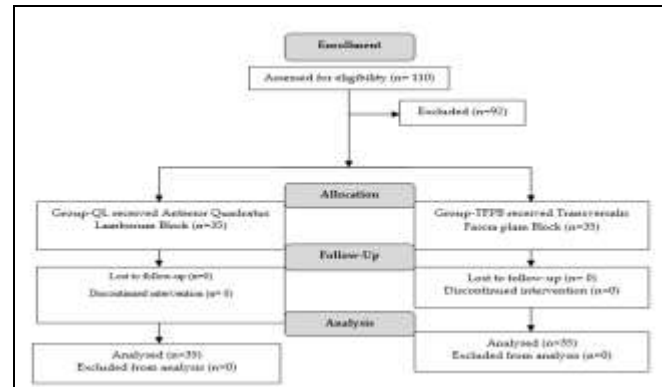 Enrollment
Assessed for eligibility (n= 110)
Excluded (n=92)
Allocation
Group-QL received Anterior Quadratus
Lumborum Block (n=35)
Group-TFPB received Transversalis
Fascia Block (n=35)
Follow-Up
Lost to follow-up (n=0)
Discontinued intervention (n= 0)
Lost to follow-up (n= 0)
Discontinued intervention (n=0)
Analysis
Analysed (n=35)
Excluded from analysis (n=0)
Analysed (n=35)
Excluded from analysis (n=0)